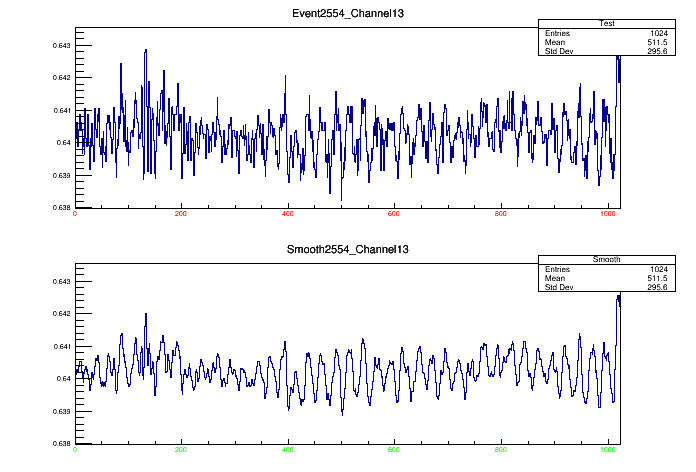 Event2554_Channel13
Test
Entries 1024
Mean 511.5
Std Dev 295.6
0.643
0.642
0.641
0.64
0.639
0.638
0 200 400 600 800 1000
Smooth2554_Channel13
Smooth
Entries 1024
Mean 511.5
Std Dev 295.6
0.643
0.642
0.641
0.64
0.639
0.638
0 200 400 600 800 1000